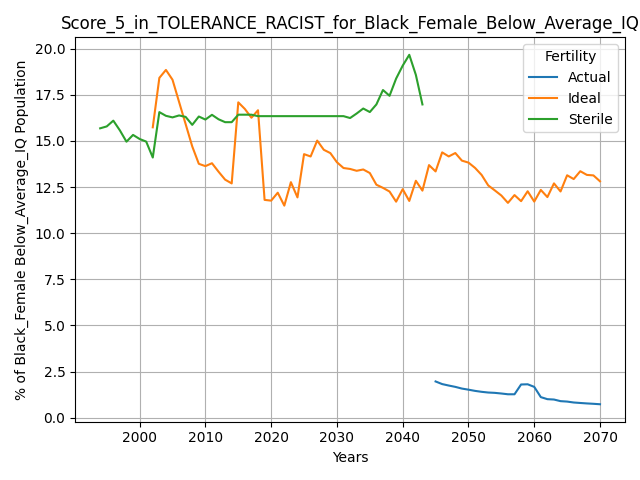 Score_5_in_TOLERANCE_RACIST_for_Black_Female_Below_Average_IQ
Fertility
Actual
Ideal
Sterile
% of Black_Female Below_Average_IQ Population
20.0
17.5
15.0
12.5
10.0
7.5
5.0
2.5
0.0
2000 2010 2020 2030 2040 2050 2060 2070
Years